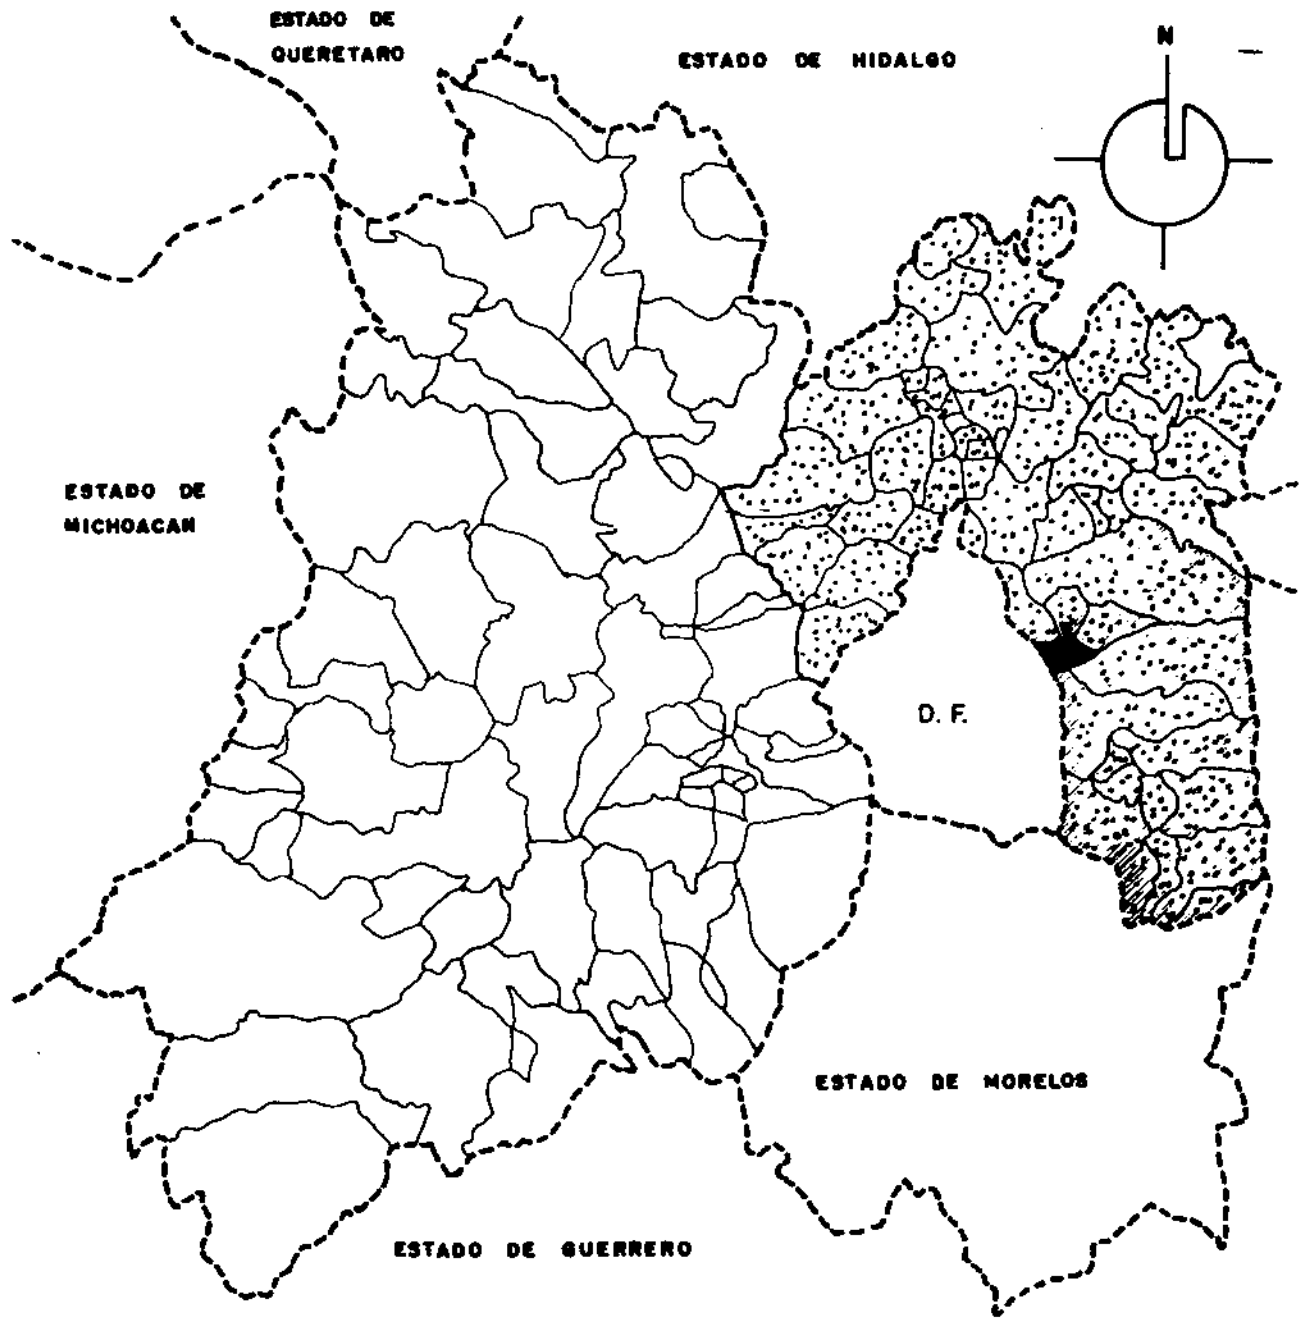 ESTADO DE
QUERETARO
ESTADO DE HIDALGO
N
ESTADO DE
MICHOACAN
D. F.
ESTADO DE MORELOS
ESTADO DE GUERRERO